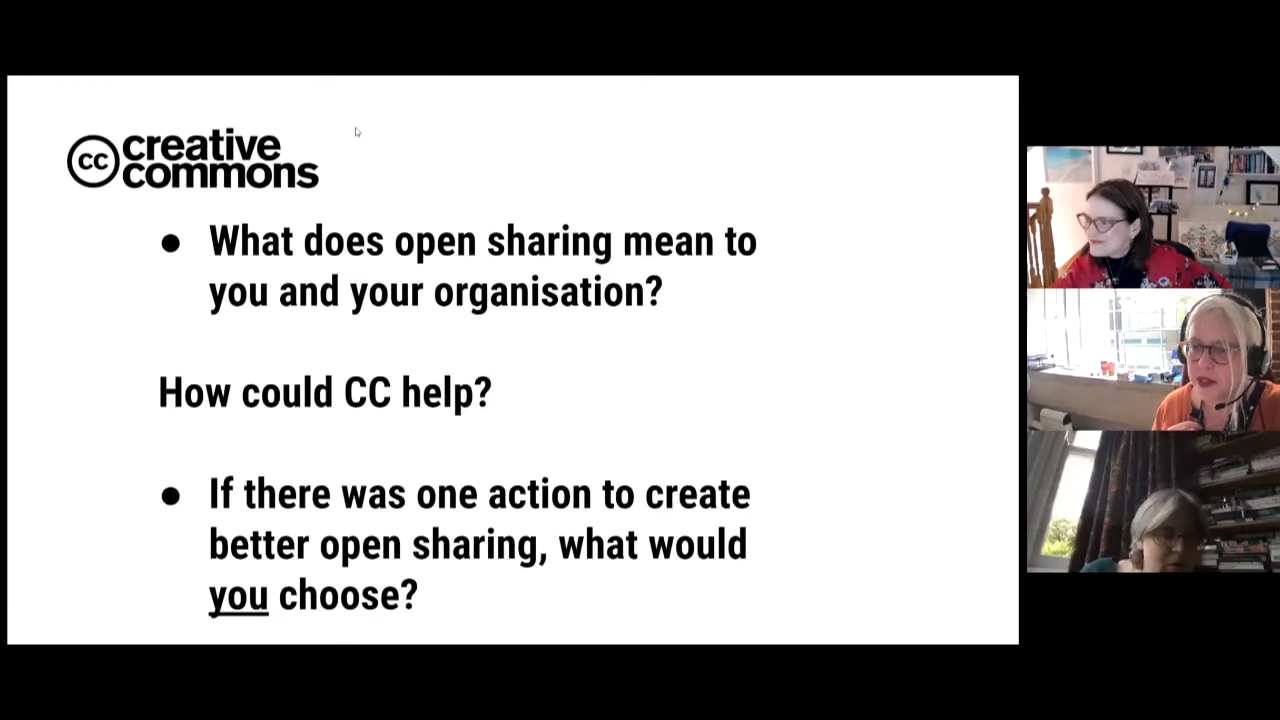 cc creative
commons
● What does open sharing mean to
you and your organisation?
How could CC help?
● If there was one action to create
better open sharing, what would
you choose?